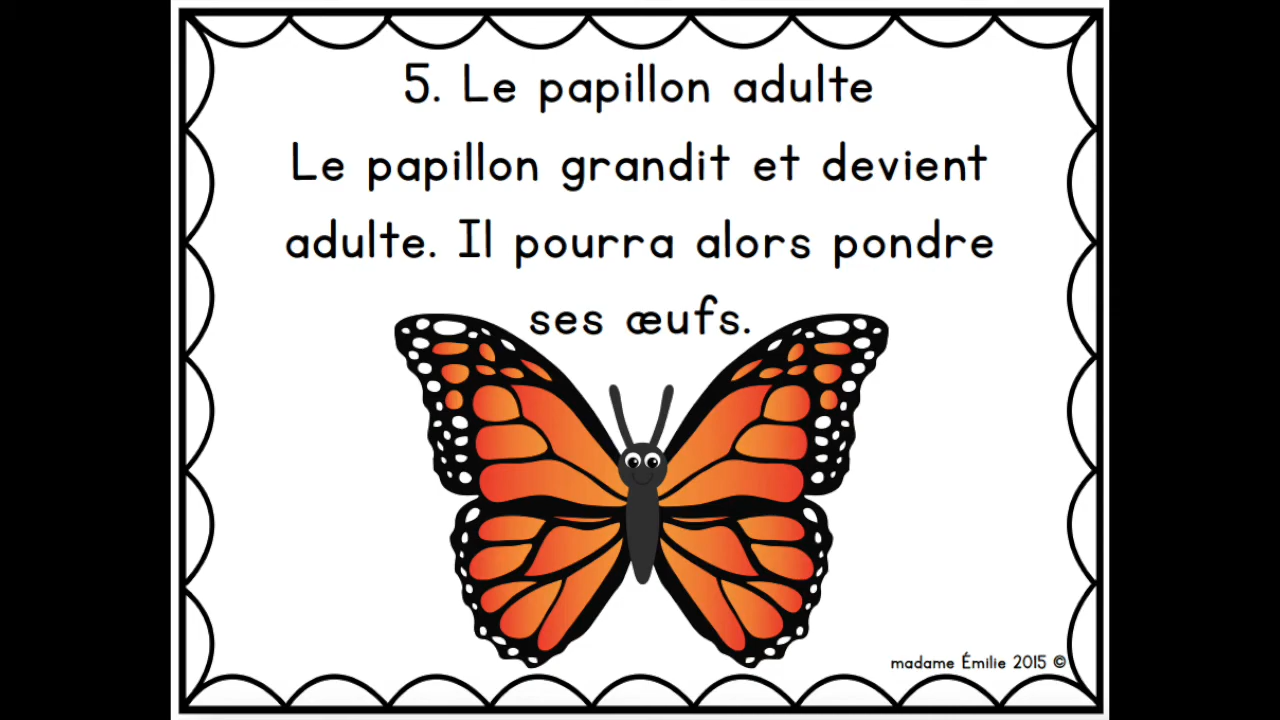 5. Le papillon adulte
Le papillon grandit et devient
adulte. Il pourra alors pondre
ses œufs.
madame Émilie 2015 ©